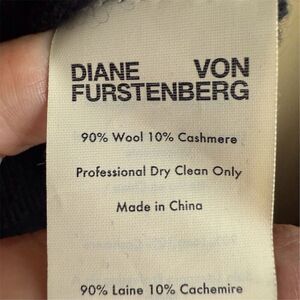 DIANE VON
FURSTENBERG
90% Wool 10% Cashmere
Professional Dry Clean Only
Made in China
90% Laine 10% Cachemire